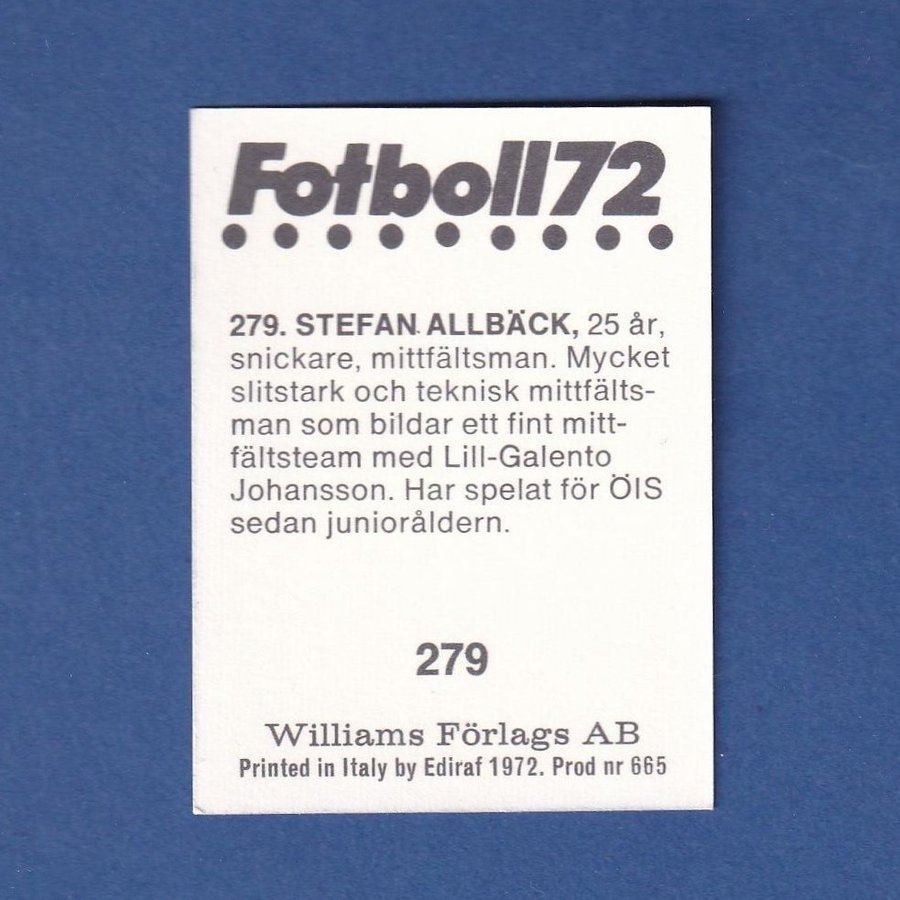 Fotboll72
279. STEFAN ALLBÄCK, 25 år,
snickare, mittfältsman. Mycket
slitstark och teknisk mittfälts-
man som bildar ett fint mitt-
fältsteam med Lill-Galento
Johansson. Har spelat för ÖIS
sedan junioråldern.
279
Williams Förlags AB
Printed in Italy by Ediraf 1972. Prod nr 665